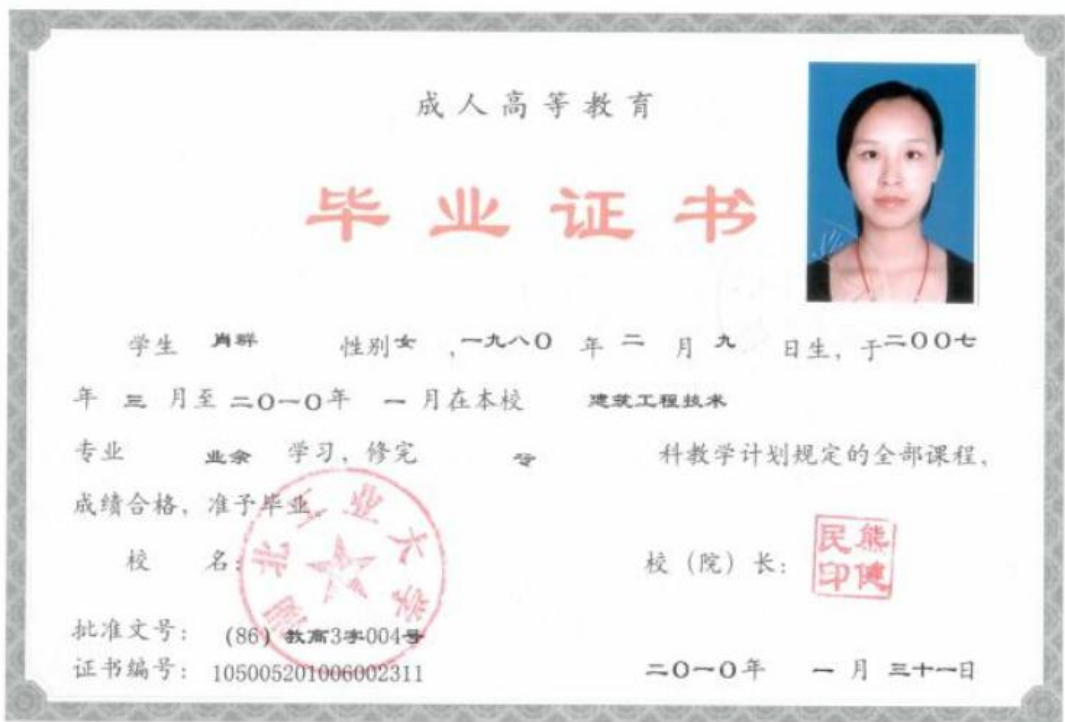 成人高等教育
毕业证书
学生 肖群 性别 女 ,一九八〇 年 二 月 九 日生, 于二〇〇七
年 三 月至 二〇一〇年 一 月在本校 建筑工程技术
专业 业余 学习, 修完 科教学计划规定的全部课程,
成绩合格, 准予毕业。
校 名: 湖北工业大学
校 (院) 长: 熊健民印
批准文号: (86) 教高3字004号
证书编号: 105005201006002311
二〇一〇年 一 月 三十一日